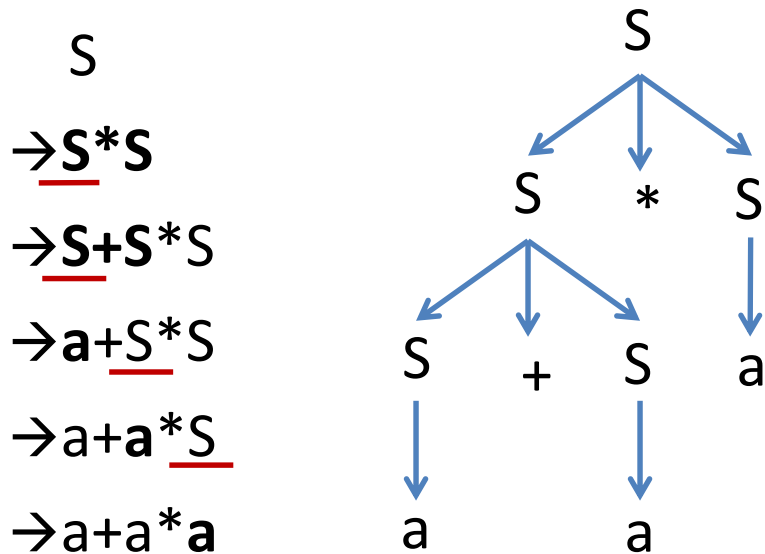 S
→S*S
→S+S*S
→a+S*S
→a+a*S
→a+a*a
S
S * S
S + S a
a a